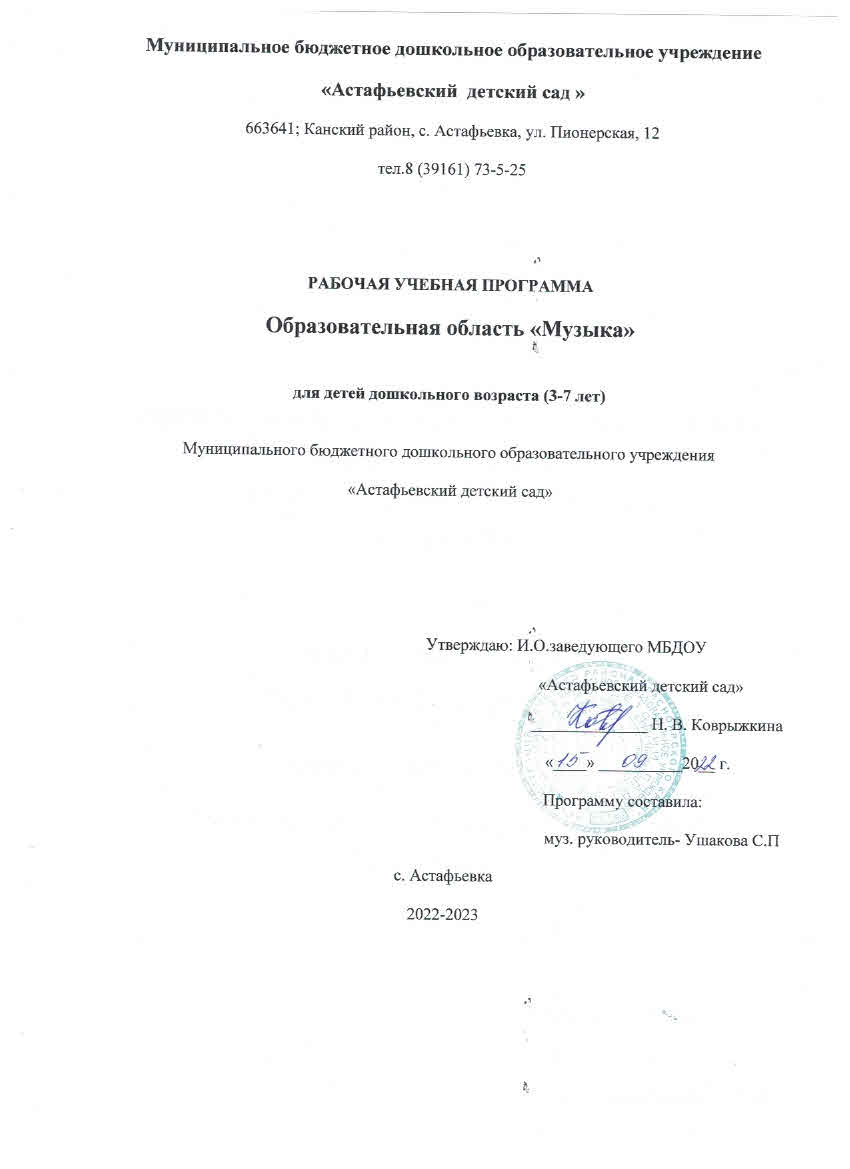 Муниципальное бюджетное дошкольное образовательное учреждение
«Астафьевский детский сад »
663641; Канский район, с. Астафьевка, ул. Пионерская, 12
тел.8 (39161) 73-5-25
РАБОЧАЯ УЧЕБНАЯ ПРОГРАММА
Образовательная область «Музыка»
для детей дошкольного возраста (3-7 лет)
Муниципального бюджетного дошкольного образовательного учреждения
«Астафьевский детский сад»
Утверждаю: И.О.заведующего МБДОУ
«Астафьевский детский сад»
Н. В. Коврыжкина
«15» 09 2022 г.
Программу составила:
муз. руководитель- Ушакова С.П
с. Астафьевка
2022-2023